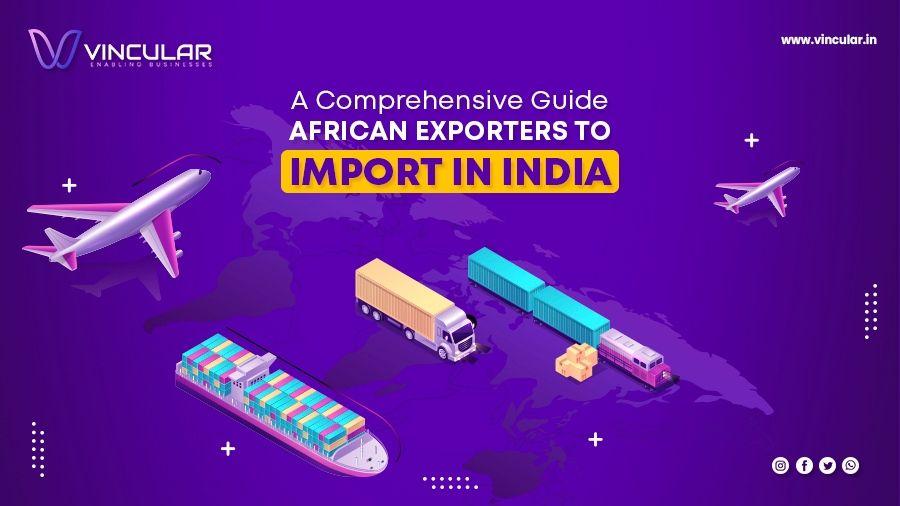 VINCULAR
ENABLING BUSINESSES
www.vincular.in
A Comprehensive Guide
AFRICAN EXPORTERS TO
IMPORT IN INDIA